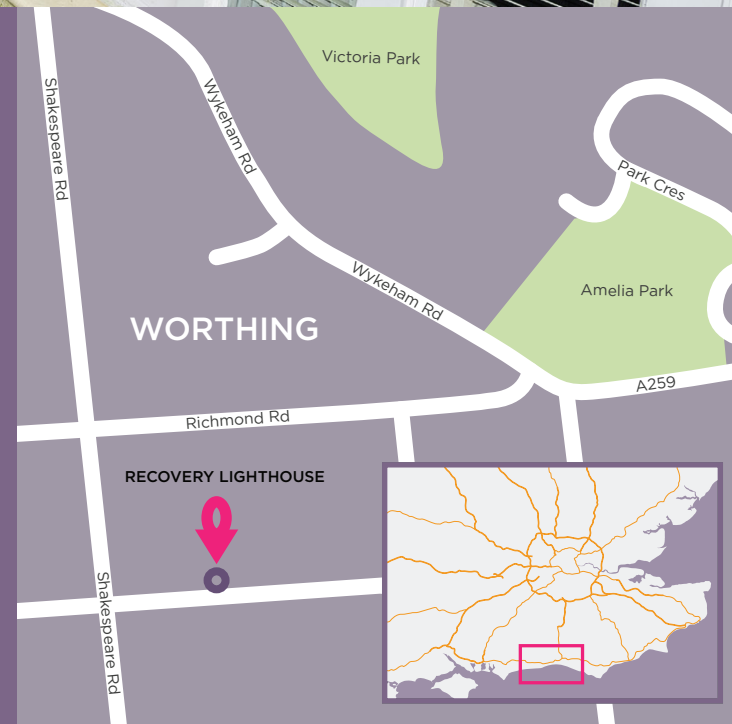 Victoria Park
Shakespeare Rd
Wykeham Rd
Park Cres
Wykeham Rd
Amelia Park
WORTHING
A259
Richmond Rd
RECOVERY LIGHTHOUSE
Shakespeare Rd